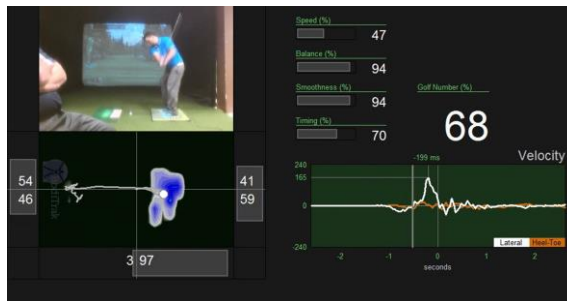 Speed (%)
47
Balance (%)
94
Smoothness (%)
94
Golf Number (%)
68
Timing (%)
70
54
46
41
59
3 97
-199 ms
Velocity
240
165
0
-240
Lateral
Heel-Toe
-2
-1
0
1
2
seconds